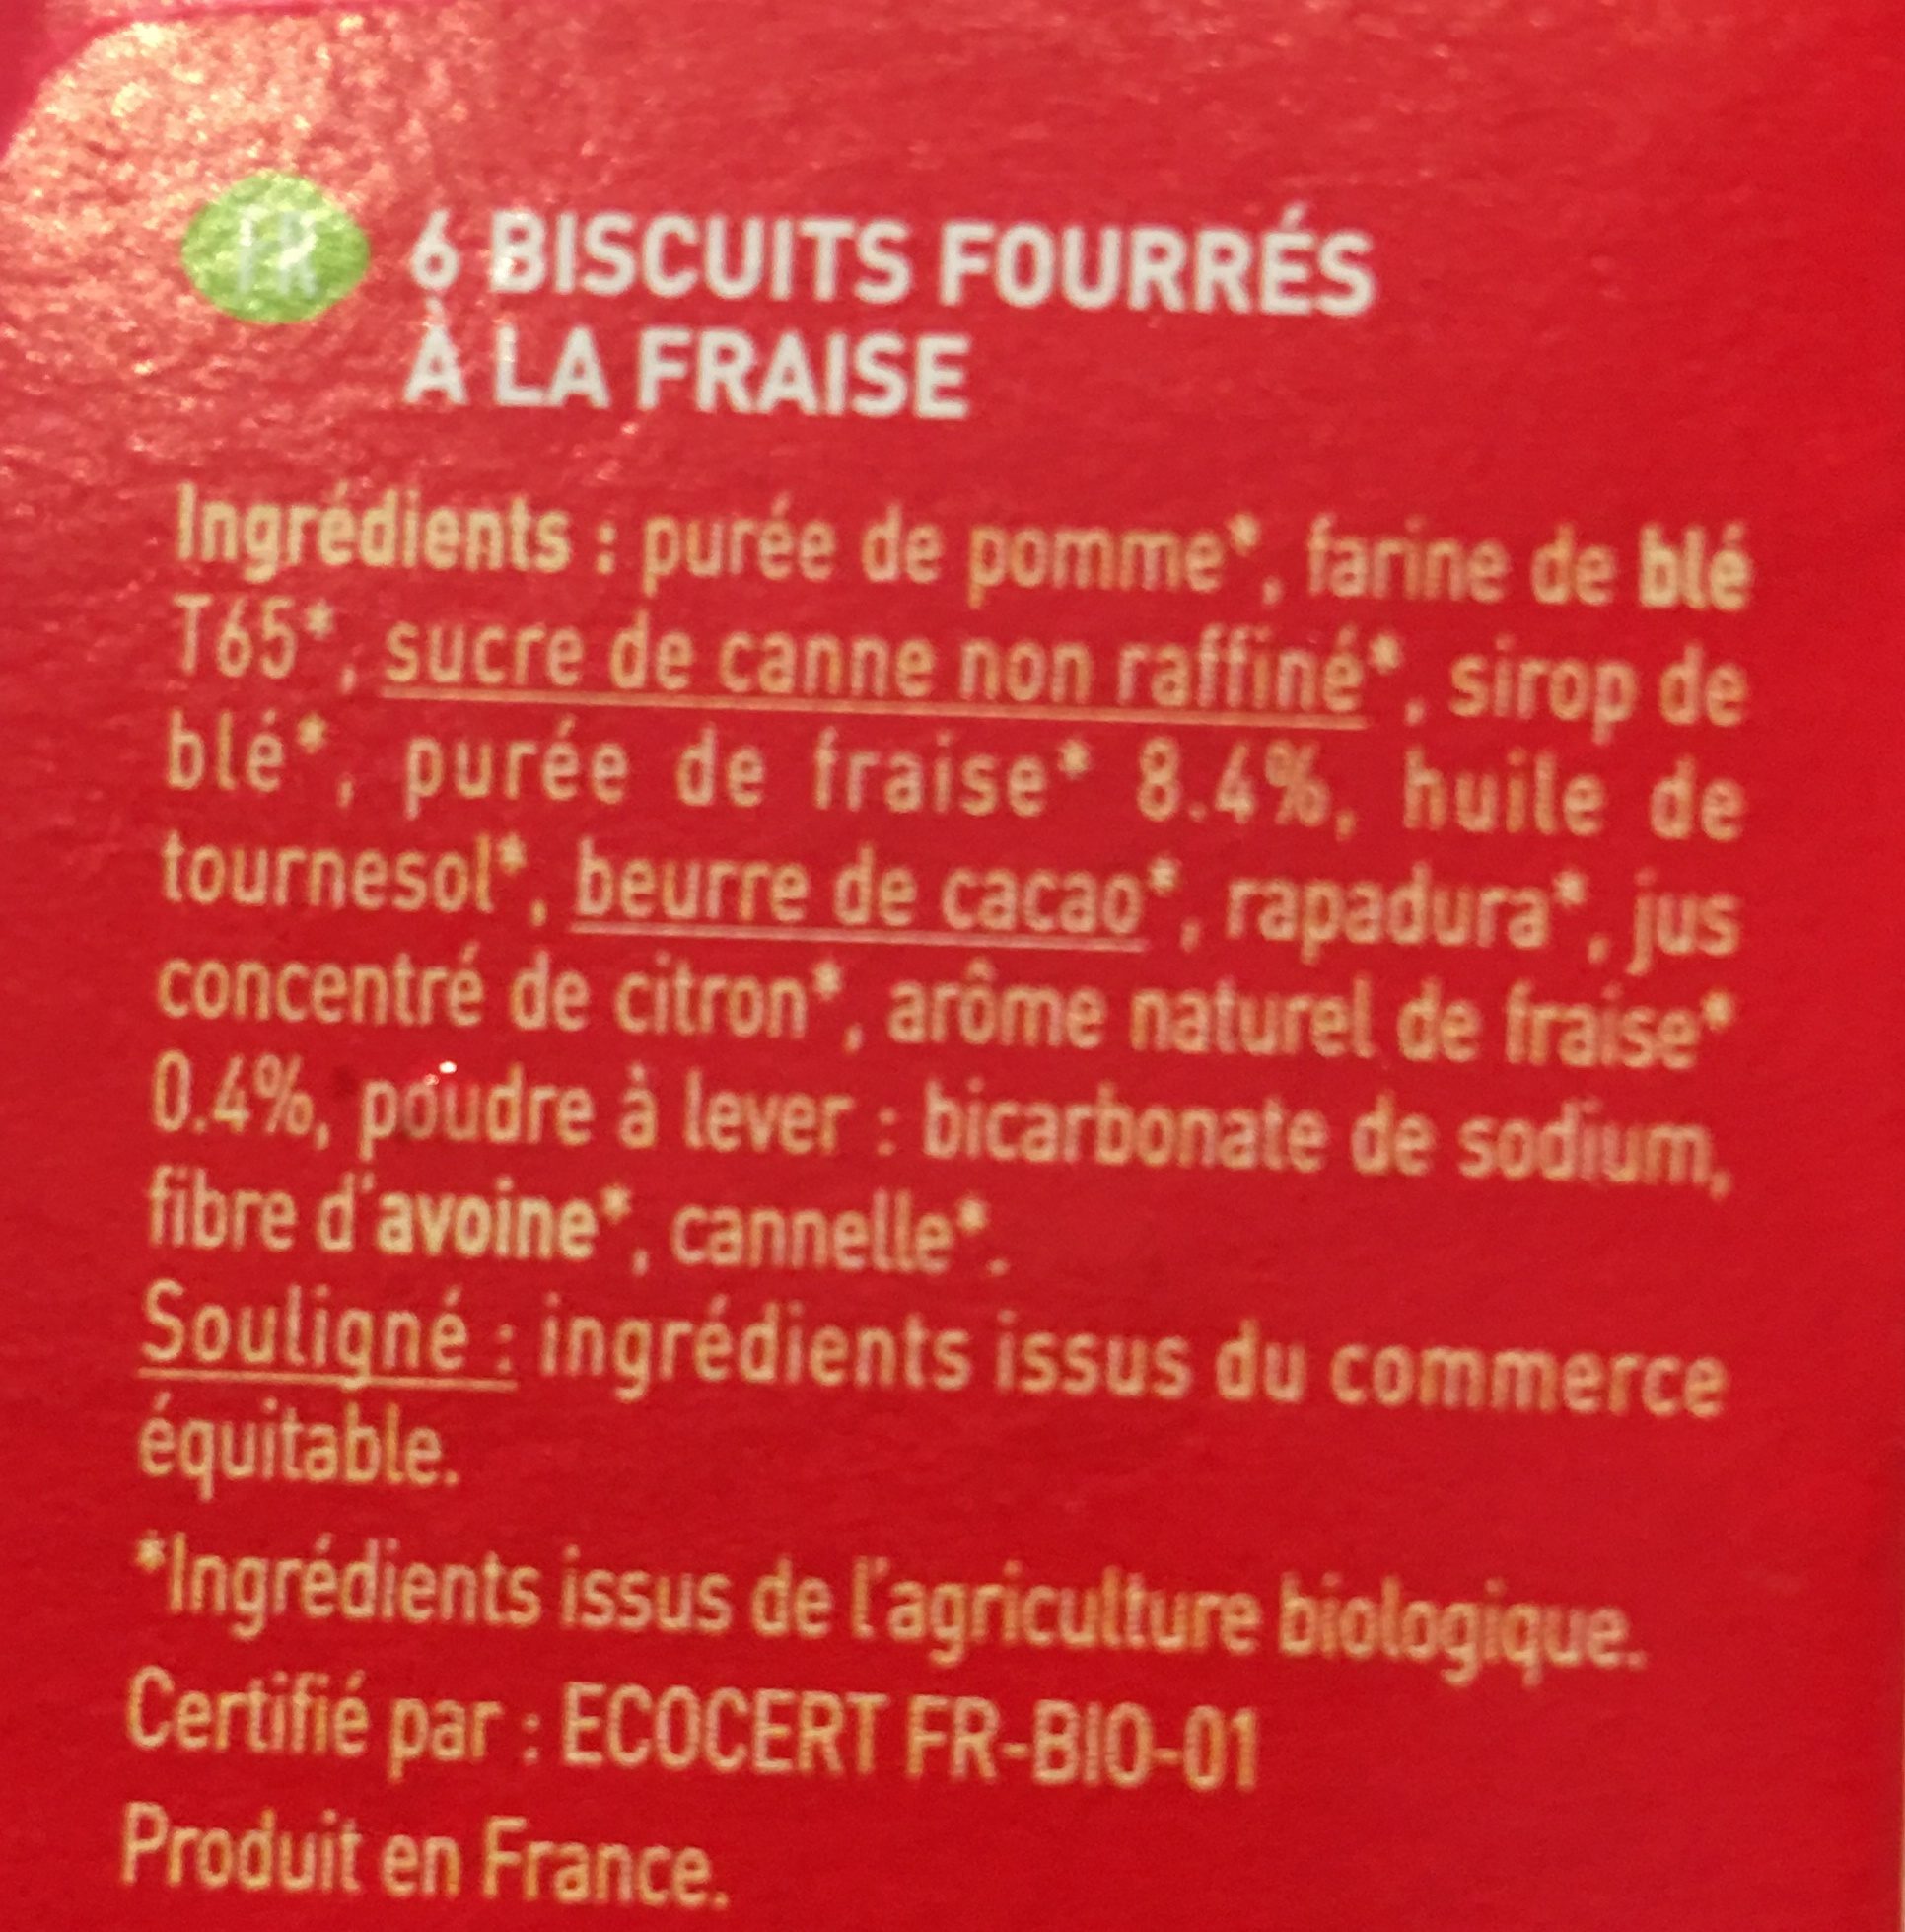 FR 6 BISCUITS FOURRÉS
À LA FRAISE
Ingrédients : purée de pomme*, farine de blé
T65*, sucre de canne non raffiné*, sirop de
blé*, purée de fraise* 8.4%, huile de
tournesol*, beurre de cacao*, rapadura*, jus
concentré de citron*, arôme naturel de fraise*
0.4%, poudre à lever : bicarbonate de sodium,
fibre d'avoine*, cannelle*.
Souligné : ingrédients issus du commerce
équitable.
*Ingrédients issus de l'agriculture biologique.
Certifié par : ECOCERT FR-BIO-01
Produit en France.